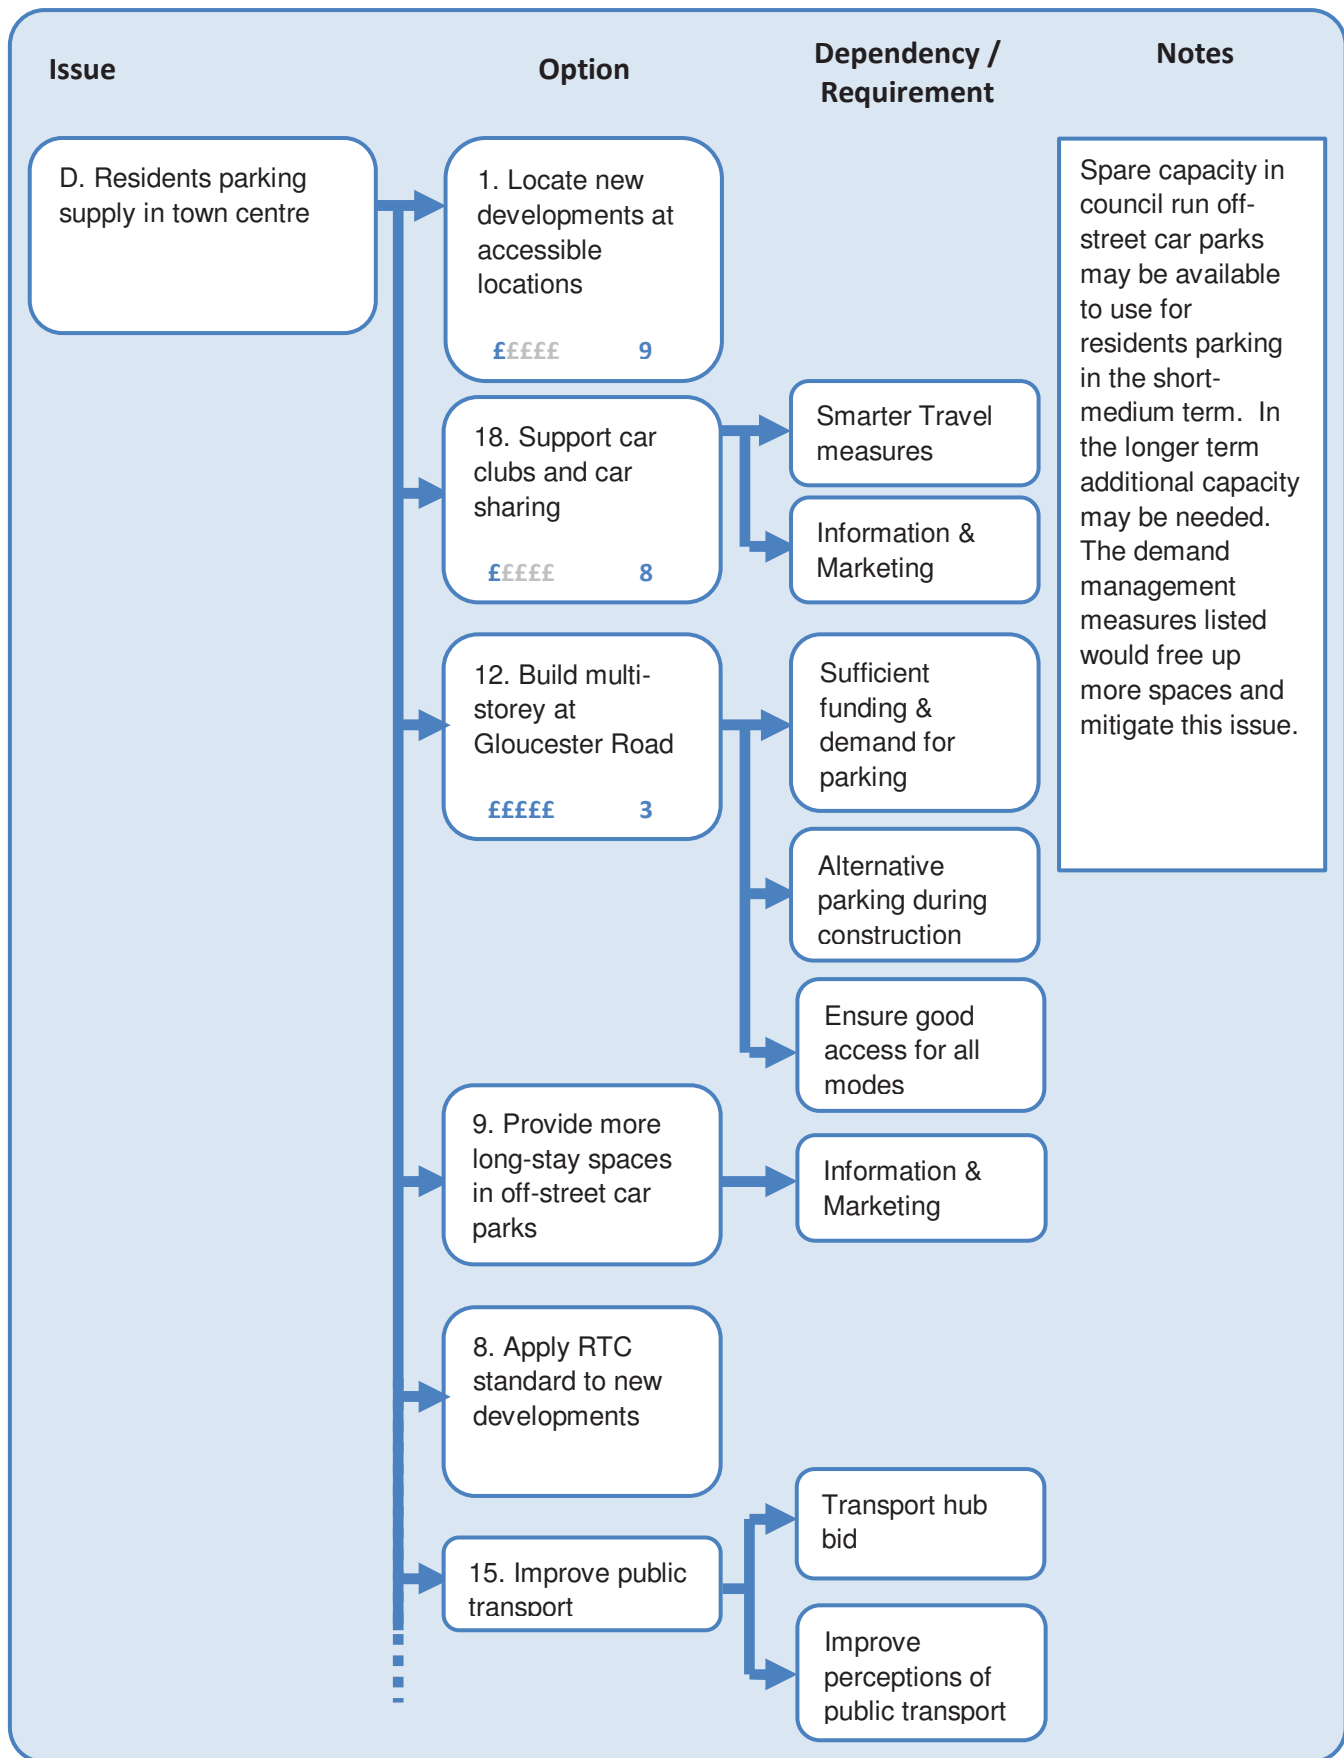 Issue
Option
Dependency /
Requirement
Notes
D. Residents parking
supply in town centre
1. Locate new
developments at
accessible
locations
£££££ 9
18. Support car
clubs and car
sharing
£££££ 8
Smarter Travel
measures
Information &
Marketing
12. Build multi-
storey at
Gloucester Road
£££££ 3
Sufficient
funding &
demand for
parking
Alternative
parking during
construction
Ensure good
access for all
modes
9. Provide more
long-stay spaces
in off-street car
parks
Information &
Marketing
8. Apply RTC
standard to new
developments
15. Improve public
transport
Transport hub
bid
Improve
perceptions of
public transport
Spare capacity in
council run off-
street car parks
may be available
to use for
residents parking
in the short-
medium term.  In
the longer term
additional capacity
may be needed.
The demand
management
measures listed
would free up
more spaces and
mitigate this issue.